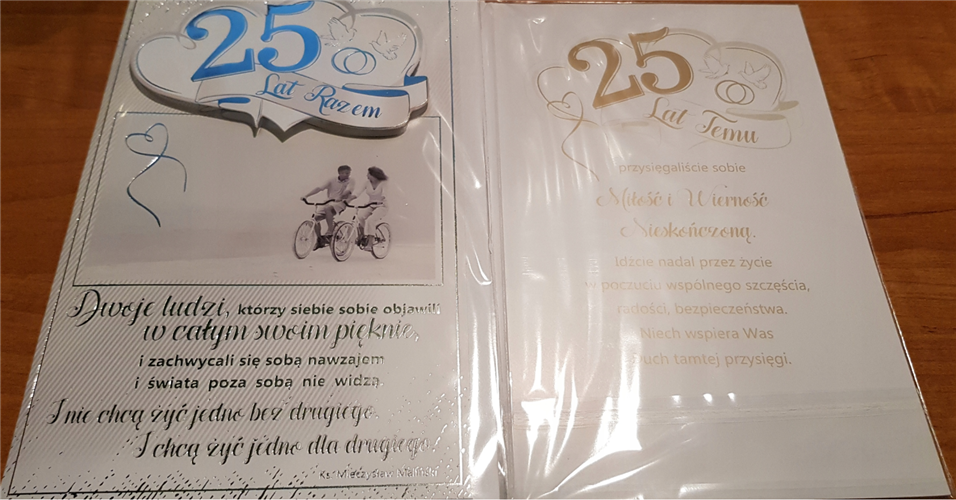 25
Lat Razem
Dwoje ludzi, którzy siebie sobie objawili
w całym swoim pięknie,
i zachwycali się sobą nawzajem
i świata poza sobą nie widzą.
I nie chcą żyć jedno bez drugiego.
I chcą żyć jedno dla drugiego.
Ks. Mieczysław Maliński
25
Lat Temu
przysięgaliście sobie
Miłość i Wierność
Nieskończoną.
Idźcie nadal przez życie
w poczuciu wspólnego szczęścia,
radości, bezpieczeństwa.
Niech wspiera Was
Duch tamtej przysięgi.